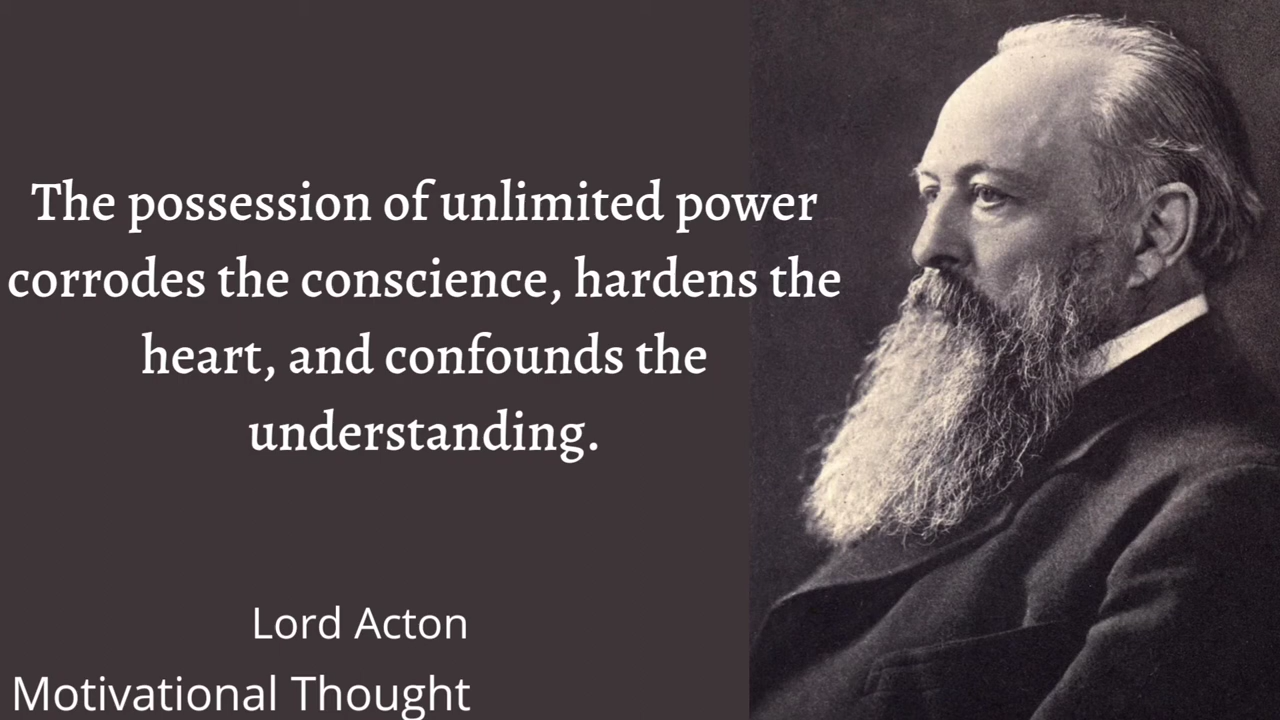 The possession of unlimited power
corrodes the conscience, hardens the
heart, and confounds the
understanding.
Lord Acton
Motivational Thought